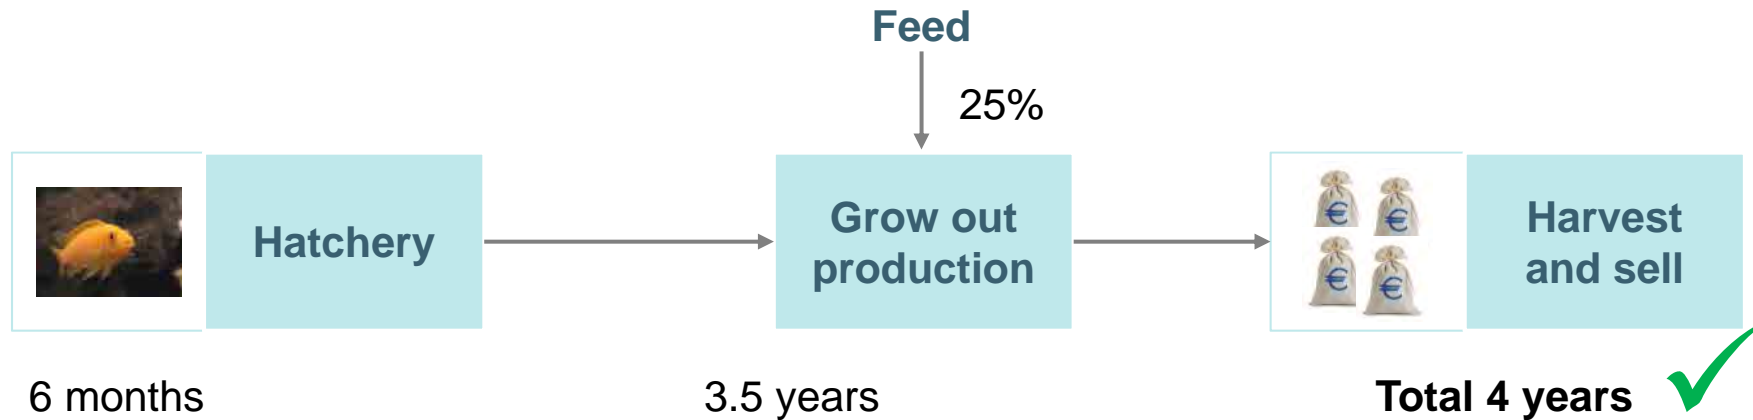 Feed
25%
Hatchery
Grow out
production
€ €
€ €
Harvest
and sell
6 months
3.5 years
Total 4 years